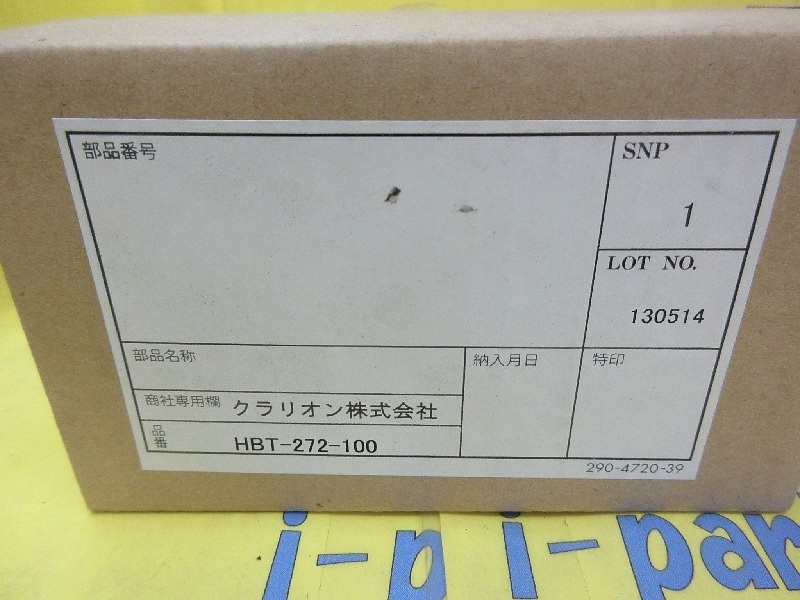 部品番号
SNP
1
LOT NO.
130514
部品名称
納入月日
特印
商社専用欄 クラリオン株式会社
品番 HBT-272-100
290-4720-39
i-p i-par